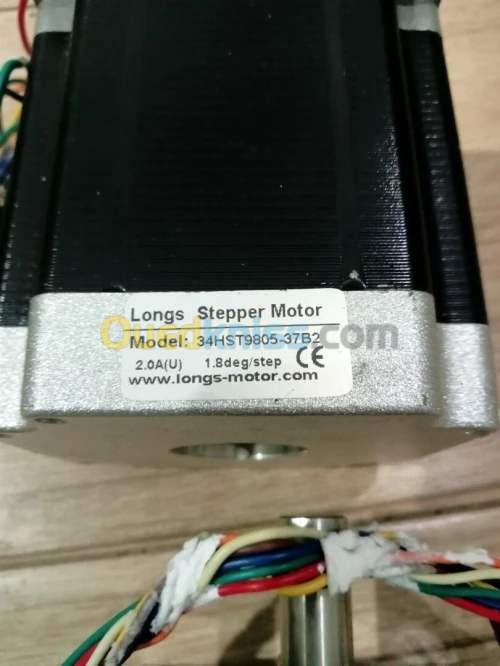 Longs Stepper Motor
Model: 34HST9805-37B2
2.0A(U) 1.8deg/step CE
www.longs-motor.com
Ouedkniss.com